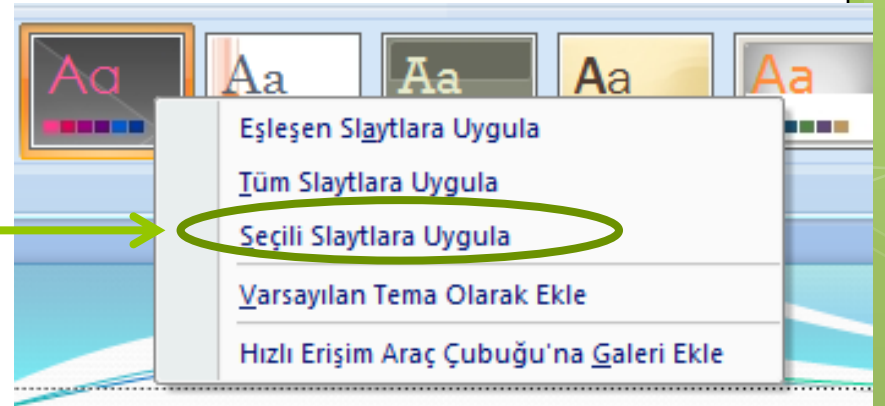 Aa Aa Aa Aa Aa
Eşleşen Slaytlara Uygula
Tüm Slaytlara Uygula
Seçili Slaytlara Uygula
Varsayılan Tema Olarak Ekle
Hızlı Erişim Araç Çubuğu'na Galeri Ekle